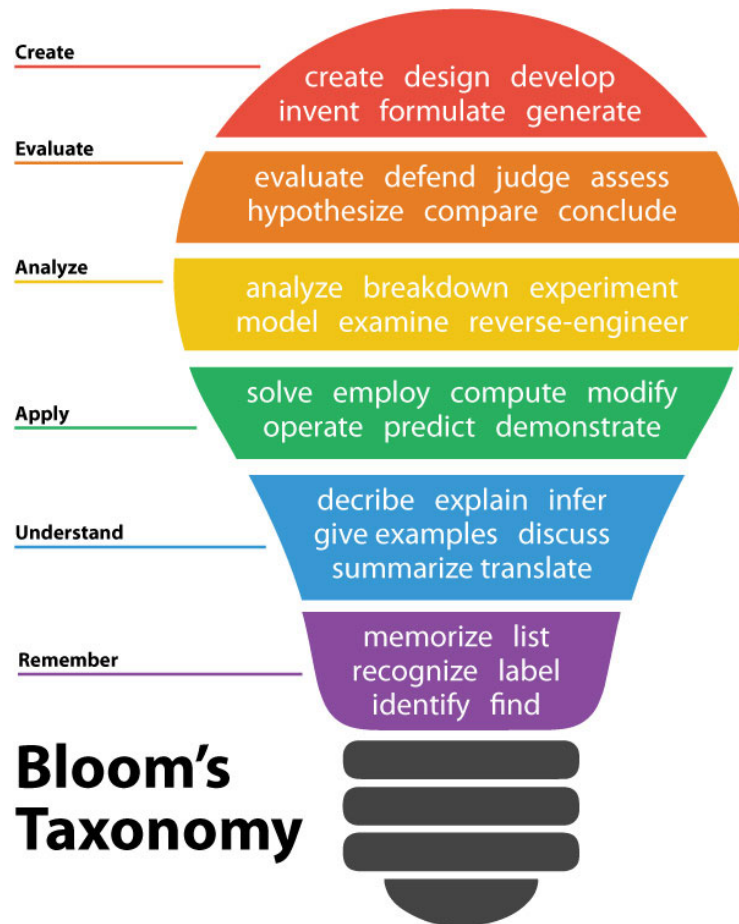 Create
create design develop
invent formulate generate
Evaluate
evaluate defend judge assess
hypothesize compare conclude
Analyze
analyze breakdown experiment
model examine reverse-engineer
Apply
solve employ compute modify
operate predict demonstrate
Understand
decribe explain infer
give examples discuss
summarize translate
Remember
memorize list
recognize label
identify find
Bloom's
Taxonomy